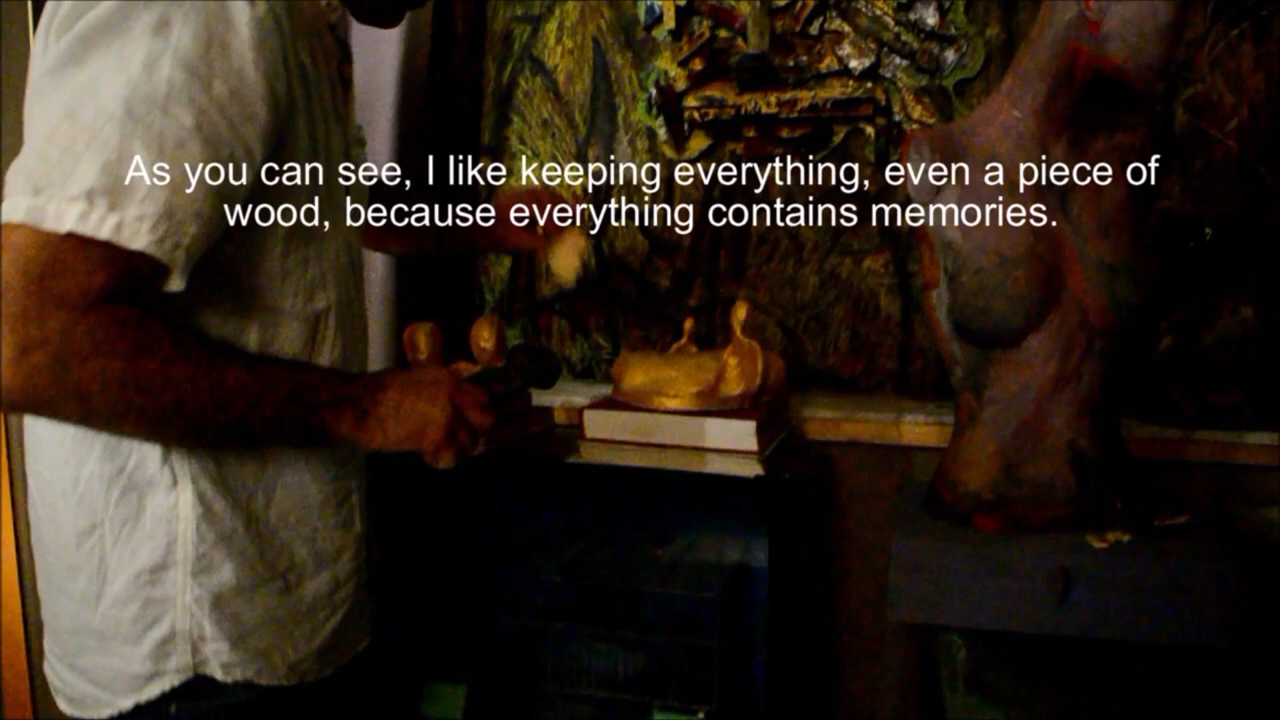 As you can see, I like keeping everything, even a piece of
wood, because everything contains memories.